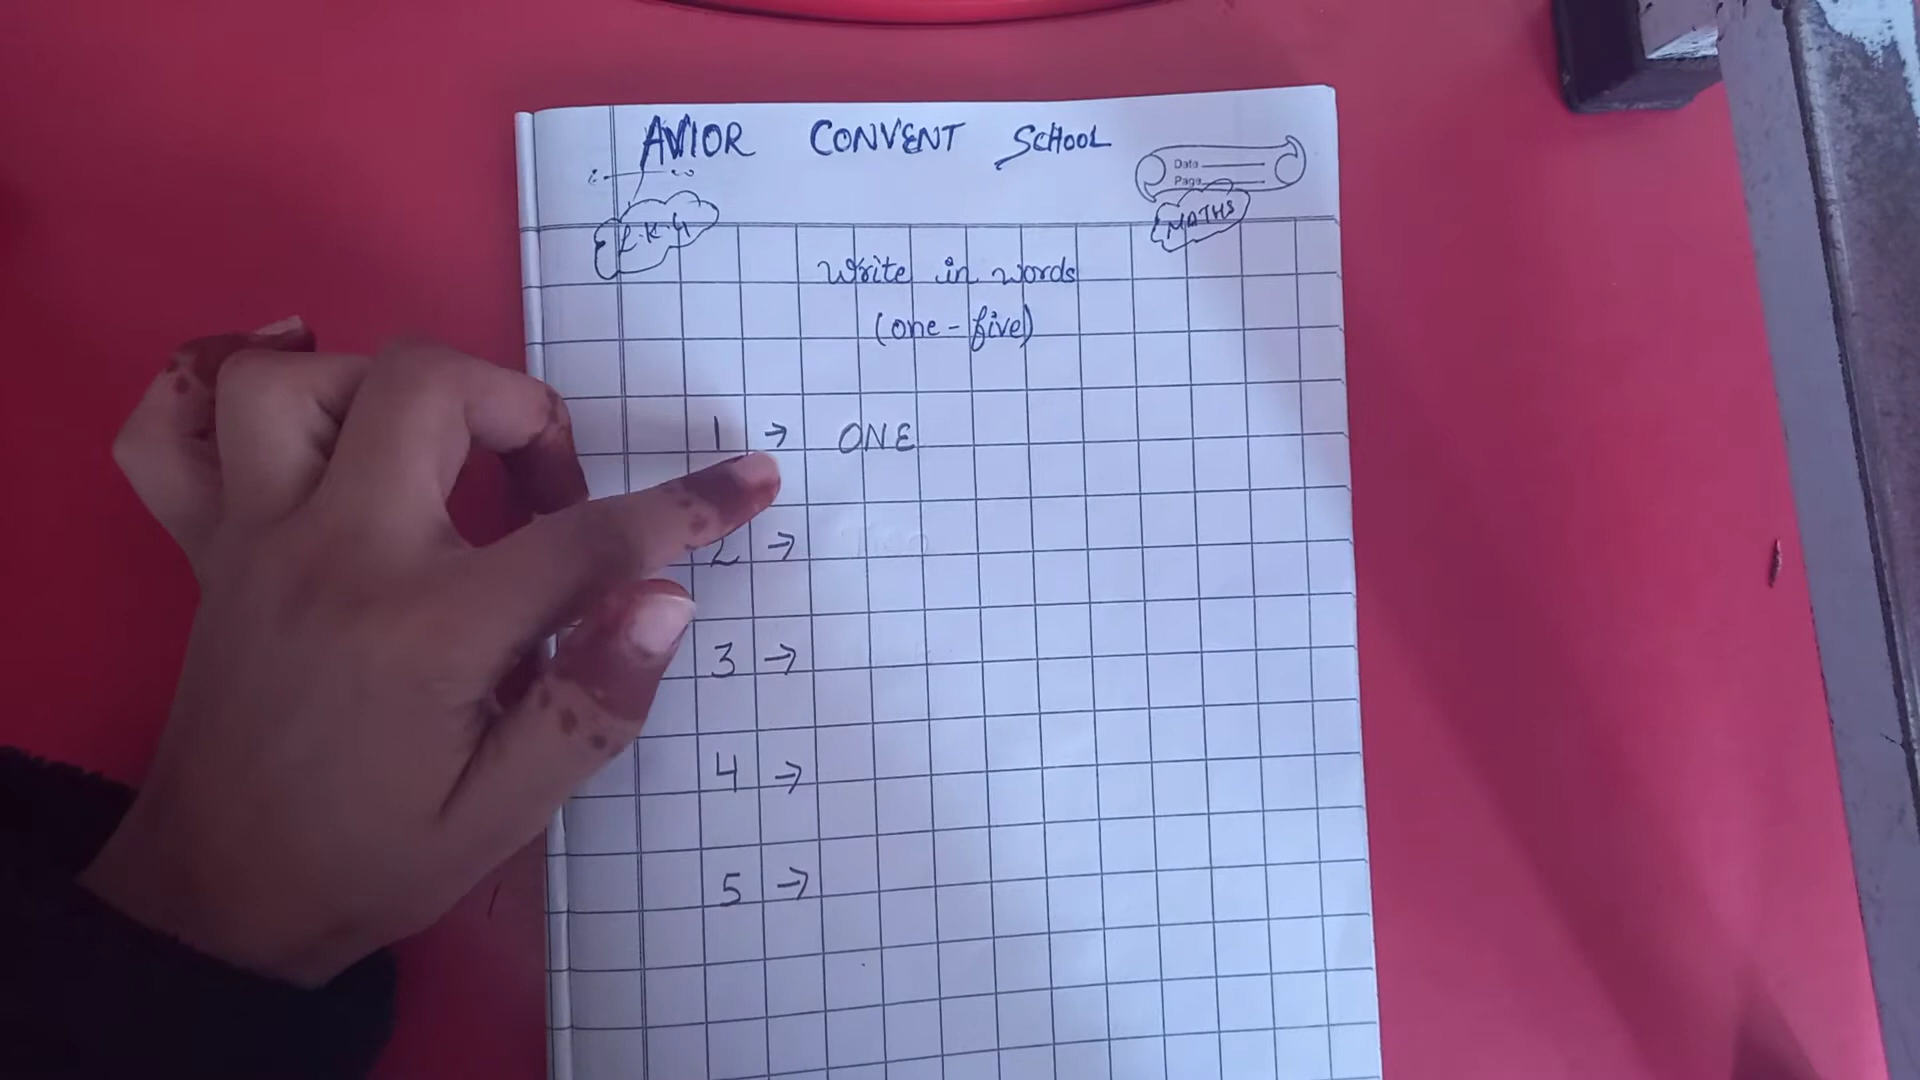 AVIOR CONVENT SCHOOL
Date
Page
L.K.G
MATHS
Write in words
(one - five)
1 → ONE
2 →
3 →
4 →
5 →